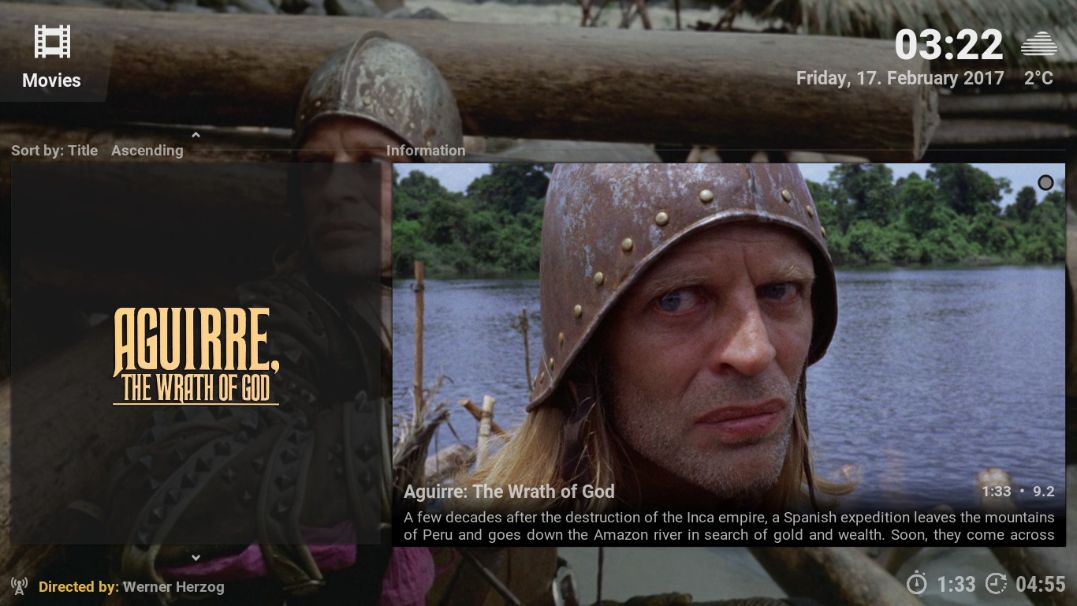 Movies
03:22
Friday, 17. February 2017 2°C
Sort by: Title Ascending
Information
AGUIRRE,
THE WRATH OF GOD
Aguirre: The Wrath of God
1:33 • 9.2
A few decades after the destruction of the Inca empire, a Spanish expedition leaves the mountains
of Peru and goes down the Amazon river in search of gold and wealth. Soon, they come across
Directed by: Werner Herzog
1:33 04:55